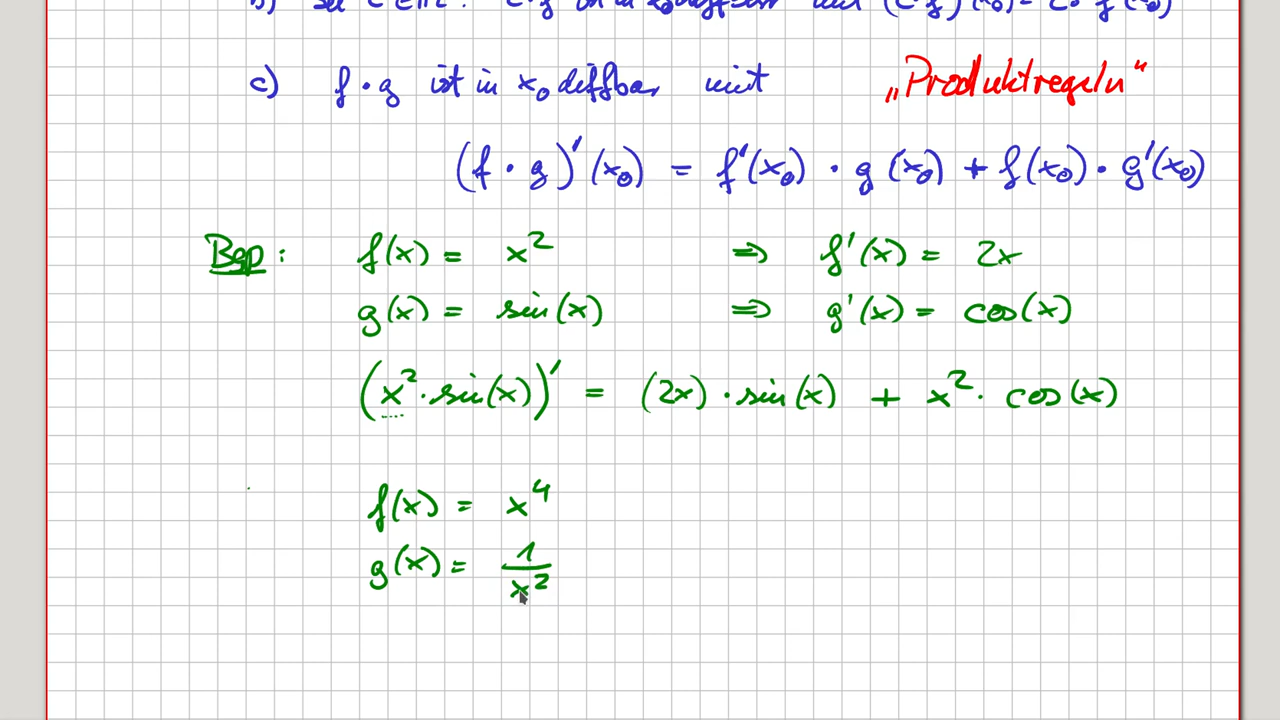 c) f · g ist in x₀ diffbar mit „Produktregeln“
(f · g)'(x₀) = f'(x₀) · g(x₀) + f(x₀) · g'(x₀)
Bsp: f(x) = x² ⇒ f'(x) = 2x
g(x) = sin(x) ⇒ g'(x) = cos(x)
(x² · sin(x))' = (2x) · sin(x) + x² · cos(x)
f(x) = x⁴
g(x) = 1/x²